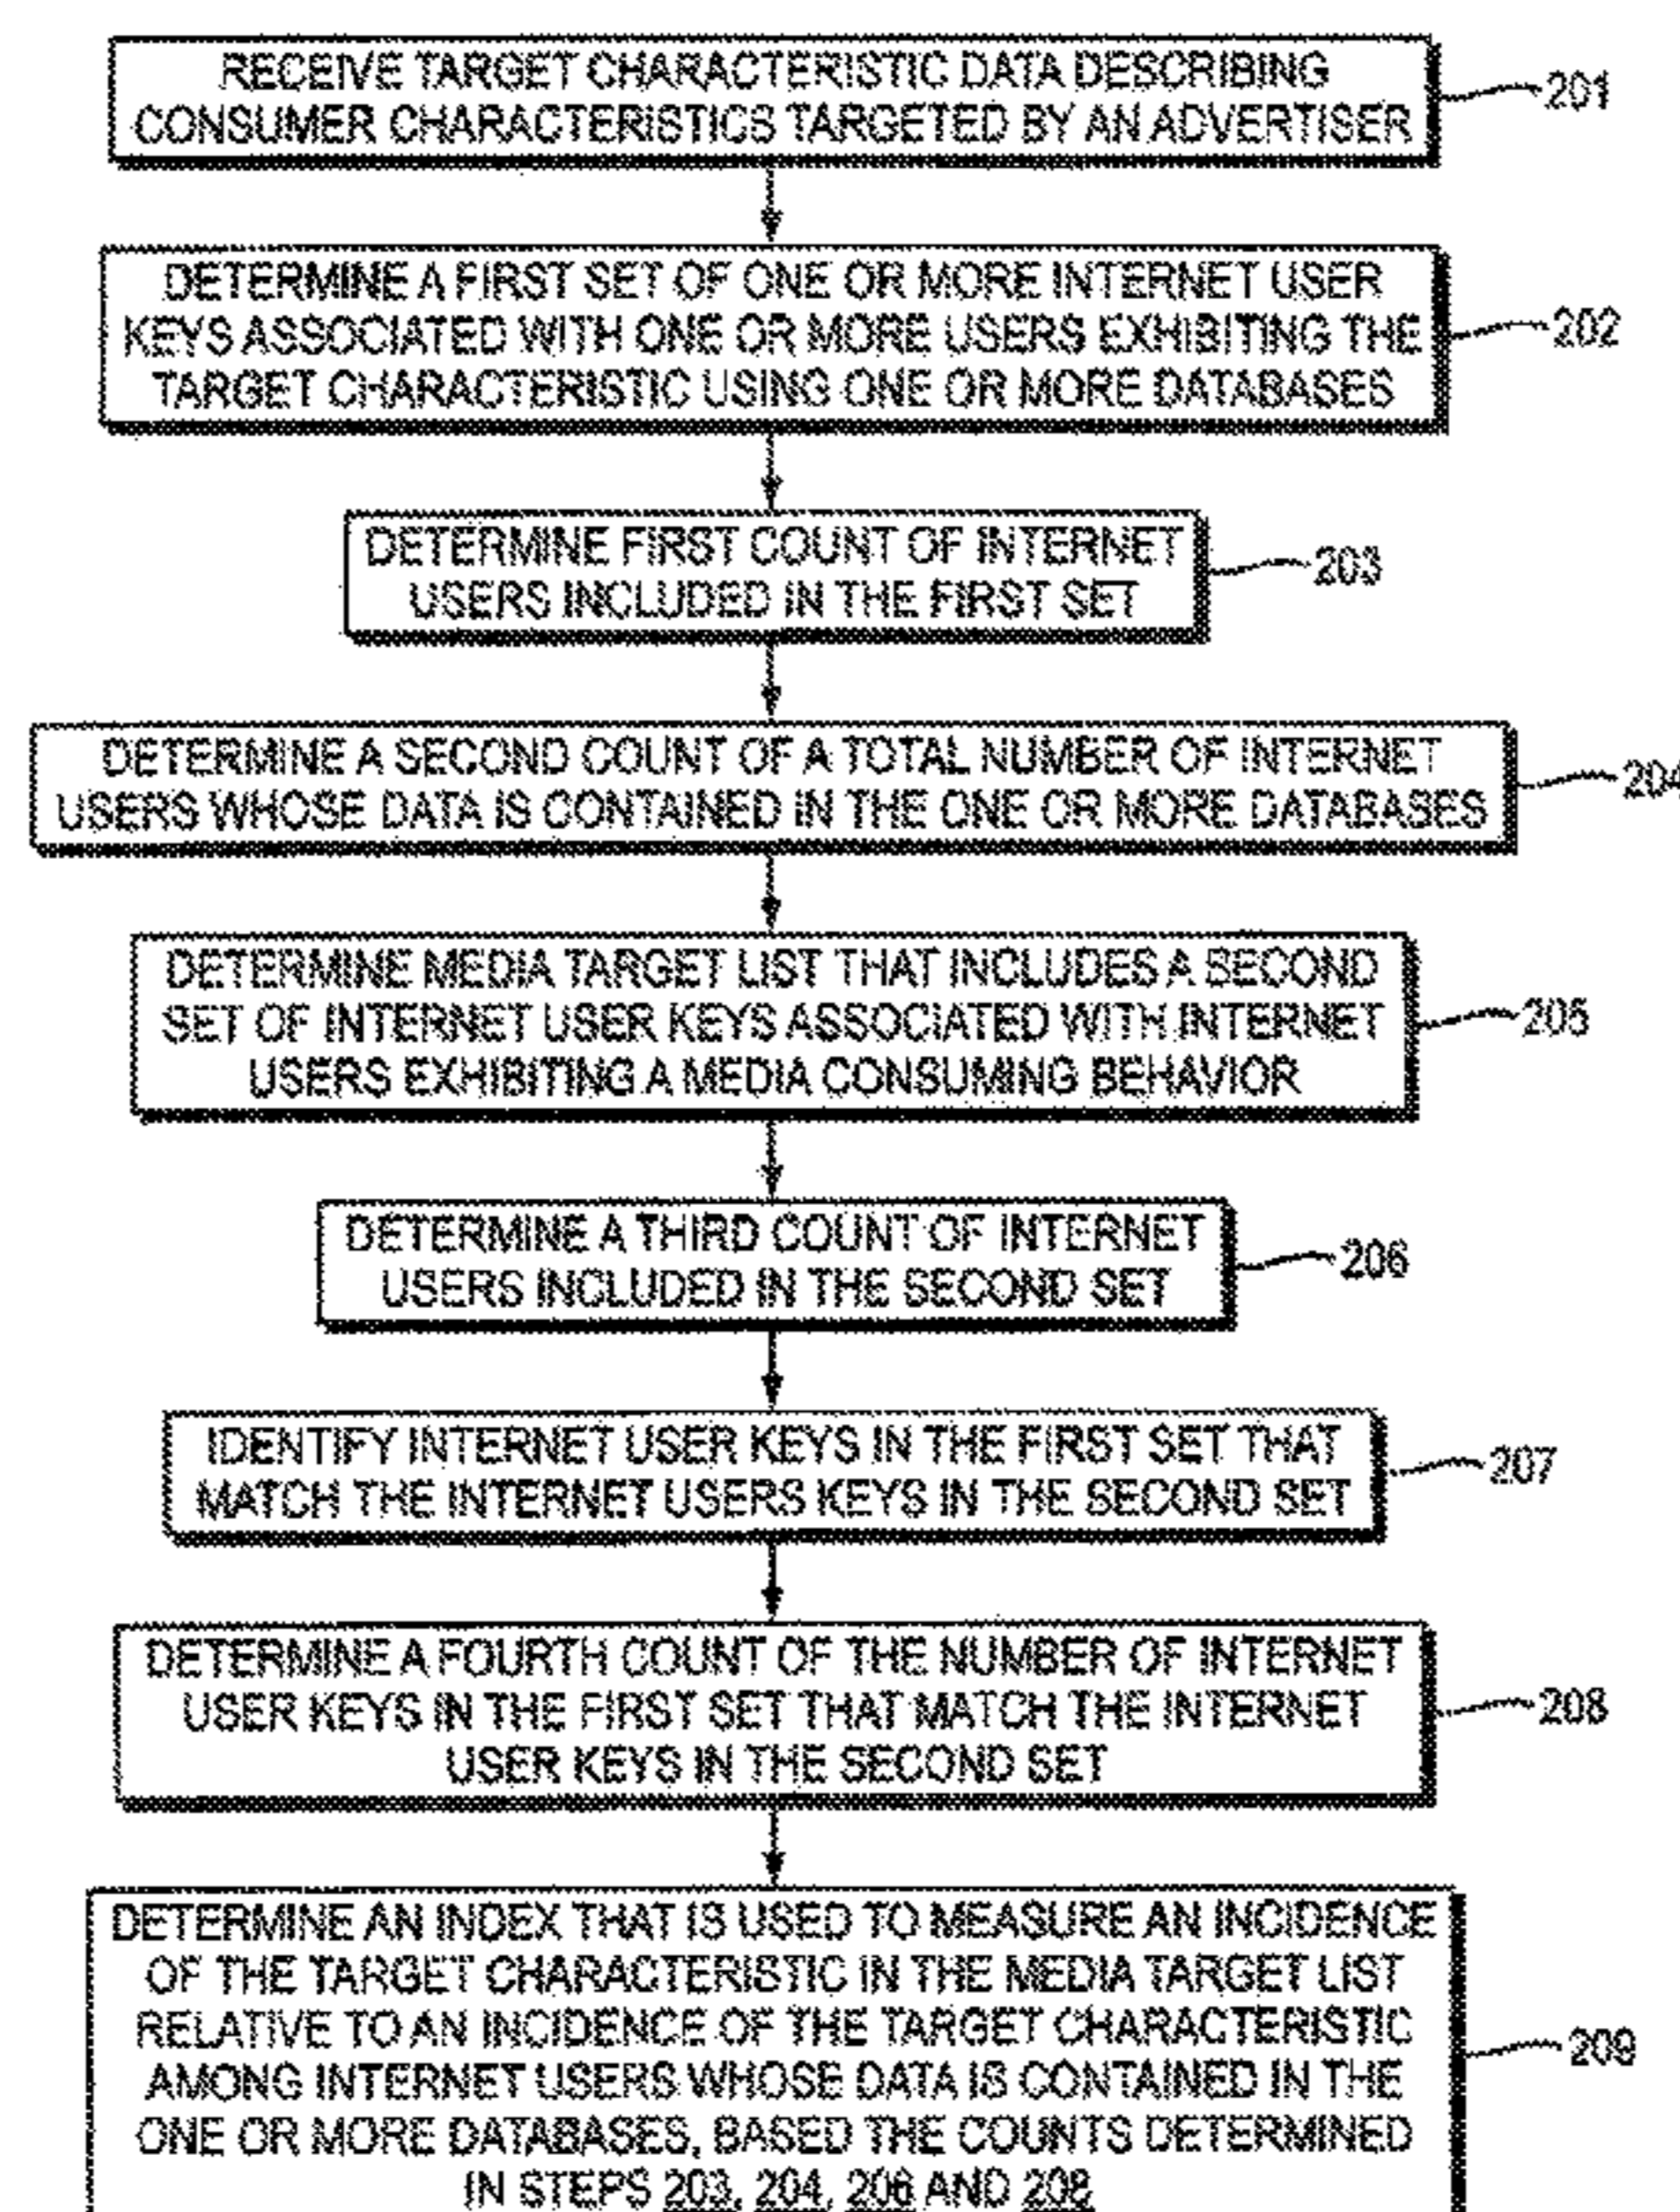 RECEIVE TARGET CHARACTERISTIC DATA DESCRIBING
CONSUMER CHARACTERISTICS TARGETED BY AN ADVERTISER
201
DETERMINE A FIRST SET OF ONE OR MORE INTERNET USER
KEYS ASSOCIATED WITH ONE OR MORE USERS EXHIBITING THE
TARGET CHARACTERISTIC USING ONE OR MORE DATABASES
202
DETERMINE FIRST COUNT OF INTERNET
USERS INCLUDED IN THE FIRST SET
203
DETERMINE A SECOND COUNT OF A TOTAL NUMBER OF INTERNET
USERS WHOSE DATA IS CONTAINED IN THE ONE OR MORE DATABASES
204
DETERMINE MEDIA TARGET LIST THAT INCLUDES A SECOND
SET OF INTERNET USER KEYS ASSOCIATED WITH INTERNET
USERS EXHIBITING A MEDIA CONSUMING BEHAVIOR
205
DETERMINE A THIRD COUNT OF INTERNET
USERS INCLUDED IN THE SECOND SET
206
IDENTIFY INTERNET USER KEYS IN THE FIRST SET THAT
MATCH THE INTERNET USERS KEYS IN THE SECOND SET
207
DETERMINE A FOURTH COUNT OF THE NUMBER OF INTERNET
USER KEYS IN THE FIRST SET THAT MATCH THE INTERNET
USER KEYS IN THE SECOND SET
208
DETERMINE AN INDEX THAT IS USED TO MEASURE AN INCIDENCE
OF THE TARGET CHARACTERISTIC IN THE MEDIA TARGET LIST
RELATIVE TO AN INCIDENCE OF THE TARGET CHARACTERISTIC
AMONG INTERNET USERS WHOSE DATA IS CONTAINED IN THE
ONE OR MORE DATABASES, BASED THE COUNTS DETERMINED
IN STEPS 203, 204, 206 AND 208
209